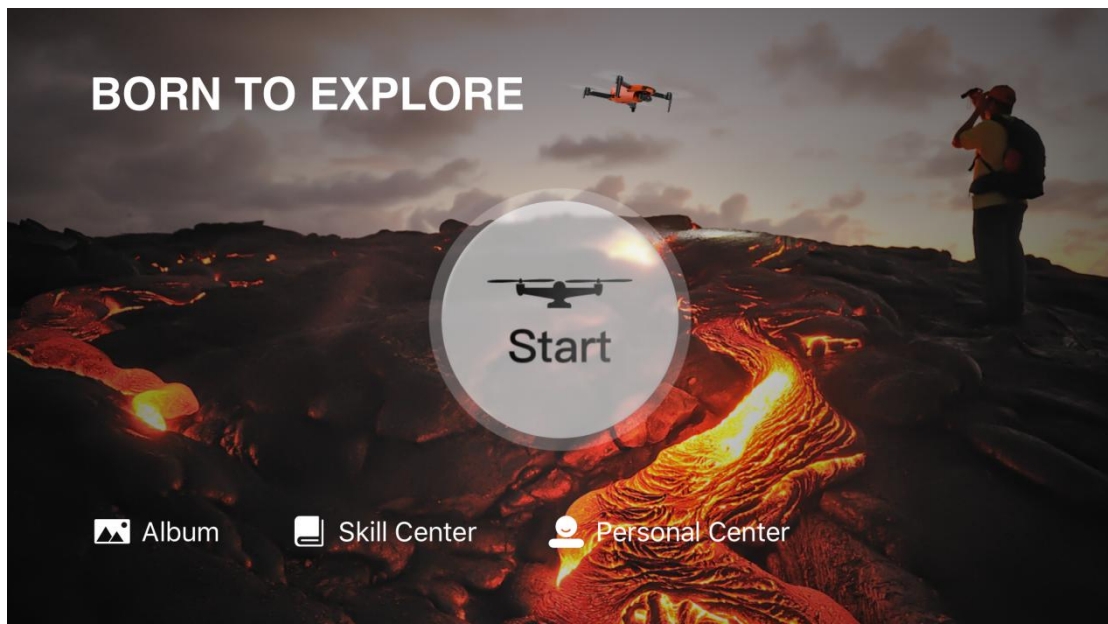 BORN TO EXPLORE
Start
Album
Skill Center
Personal Center